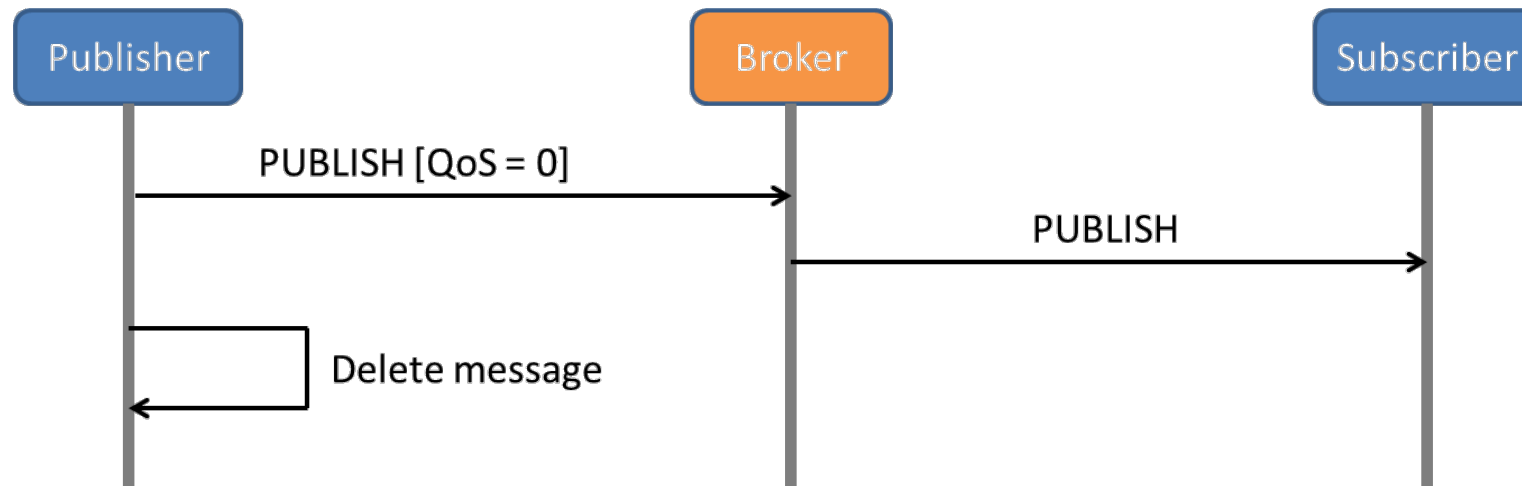 Publisher
Broker
Subscriber
PUBLISH [QoS = 0]
PUBLISH
Delete message